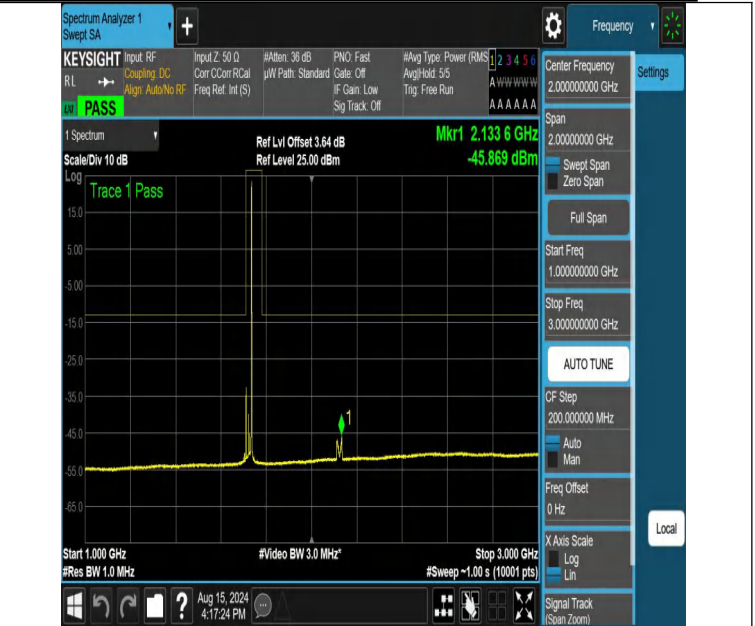 Spectrum Analyzer 1
Swept SA
+
Frequency
KEYSIGHT
RL
PASS
Input: RF
Coupling: DC
Align: Auto/No RF
Input Z: 50 Ω
Corr CCorr RCal
Freq Ref: Int (S)
#Atten: 36 dB
µW Path: Standard
PNO: Fast
Gate: Off
IF Gain: Low
Sig Track: Off
#Avg Type: Power (RMS
Avg|Hold: 5/5
Trig: Free Run
1 2 3 4 5 6
A W W W W W
A A A A A A
1 Spectrum
Scale/Div 10 dB
Ref Lvl Offset 3.64 dB
Ref Level 25.00 dBm
Mkr1 2.133 6 GHz
-45.869 dBm
Log
Trace 1 Pass
15.0
5.00
-5.00
-15.0
-25.0
-35.0
-45.0
-55.0
-65.0
1
Start 1.000 GHz
#Res BW 1.0 MHz
#Video BW 3.0 MHz*
Stop 3.000 GHz
#Sweep ~1.00 s (10001 pts)
?
Aug 15, 2024
4:17:24 PM
Center Frequency
2.000000000 GHz
Settings
Span
2.00000000 GHz
Swept Span
Zero Span
Full Span
Start Freq
1.000000000 GHz
Stop Freq
3.000000000 GHz
AUTO TUNE
CF Step
200.000000 MHz
Auto
Man
Freq Offset
0 Hz
X Axis Scale
Log
Lin
Local
Signal Track
(Span Zoom)